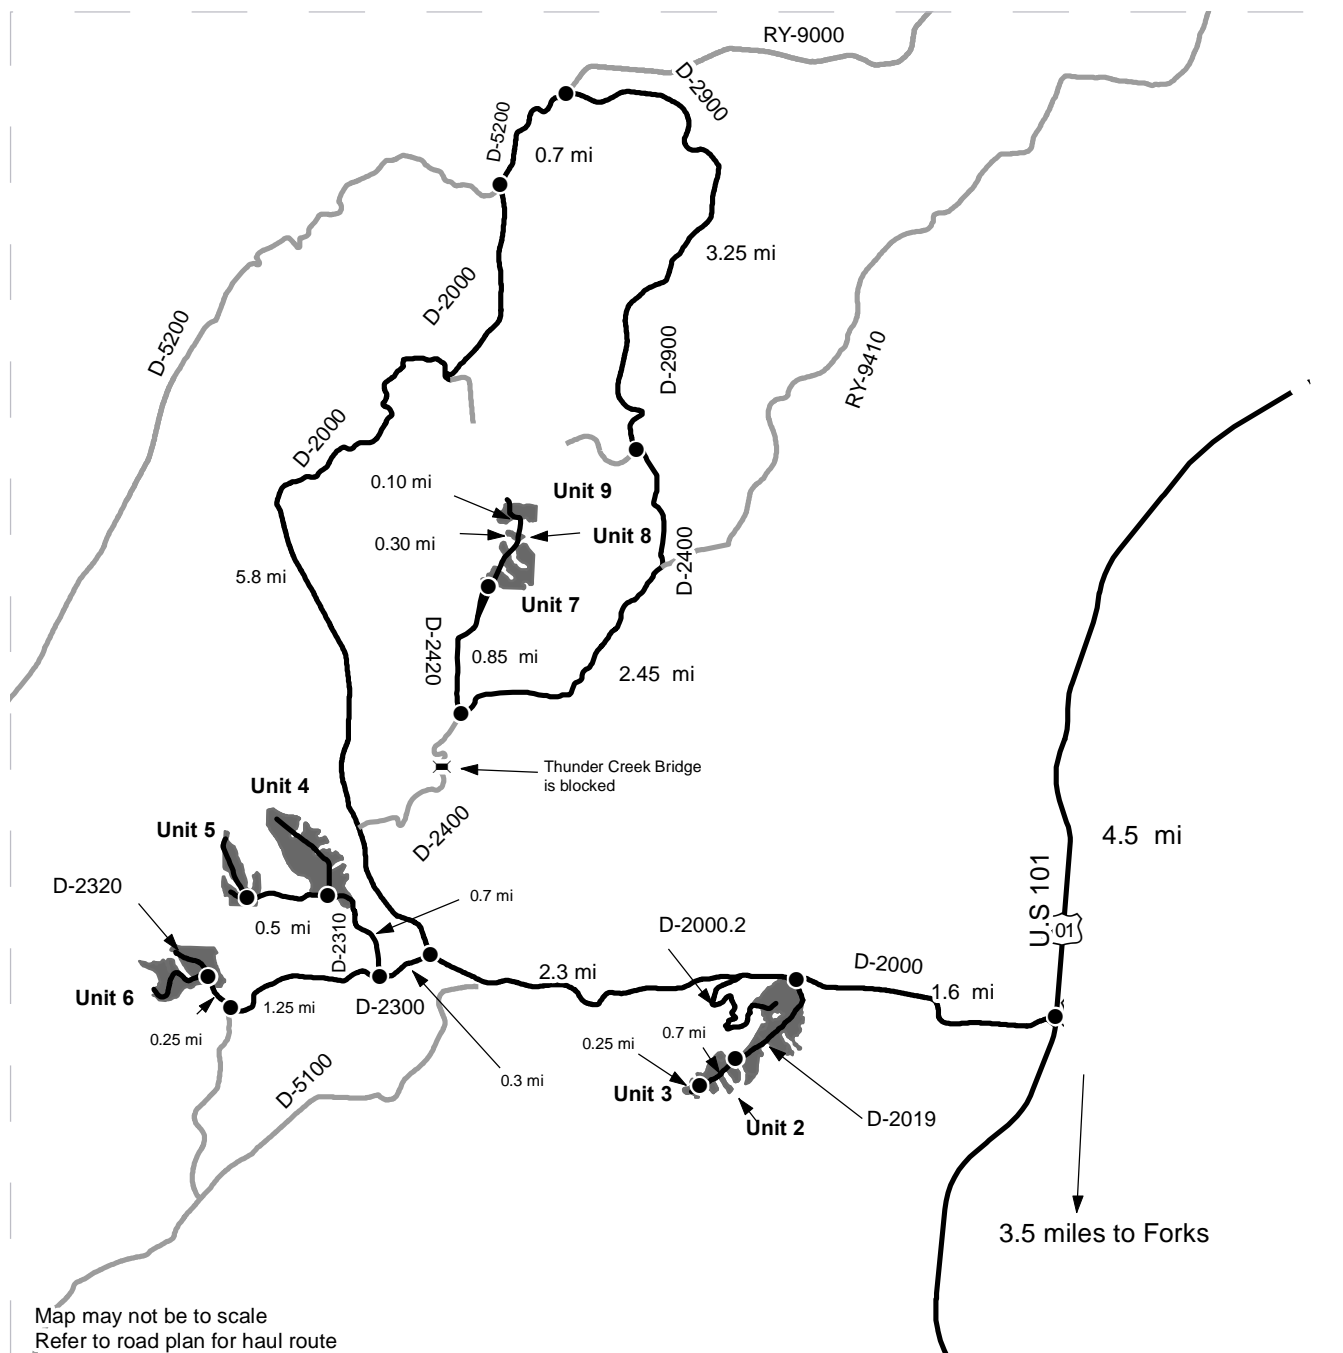 RY-9000
D-2900
D-5200
0.7 mi
3.25 mi
D-2000
D-5200
D-2900
RY-9410
D-2000
0.10 mi
Unit 9
0.30 mi
Unit 8
D-2400
5.8 mi
Unit 7
D-2420
0.85 mi
2.45 mi
Thunder Creek Bridge
is blocked
Unit 4
Unit 5
D-2400
4.5 mi
U.S 101
01
D-2320
0.7 mi
0.5 mi
D-2310
D-2000.2
D-2000
2.3 mi
1.6 mi
Unit 6
1.25 mi
D-2300
0.25 mi
0.7 mi
0.25 mi
D-5100
0.3 mi
Unit 3
D-2019
Unit 2
3.5 miles to Forks
Map may not be to scale
Refer to road plan for haul route